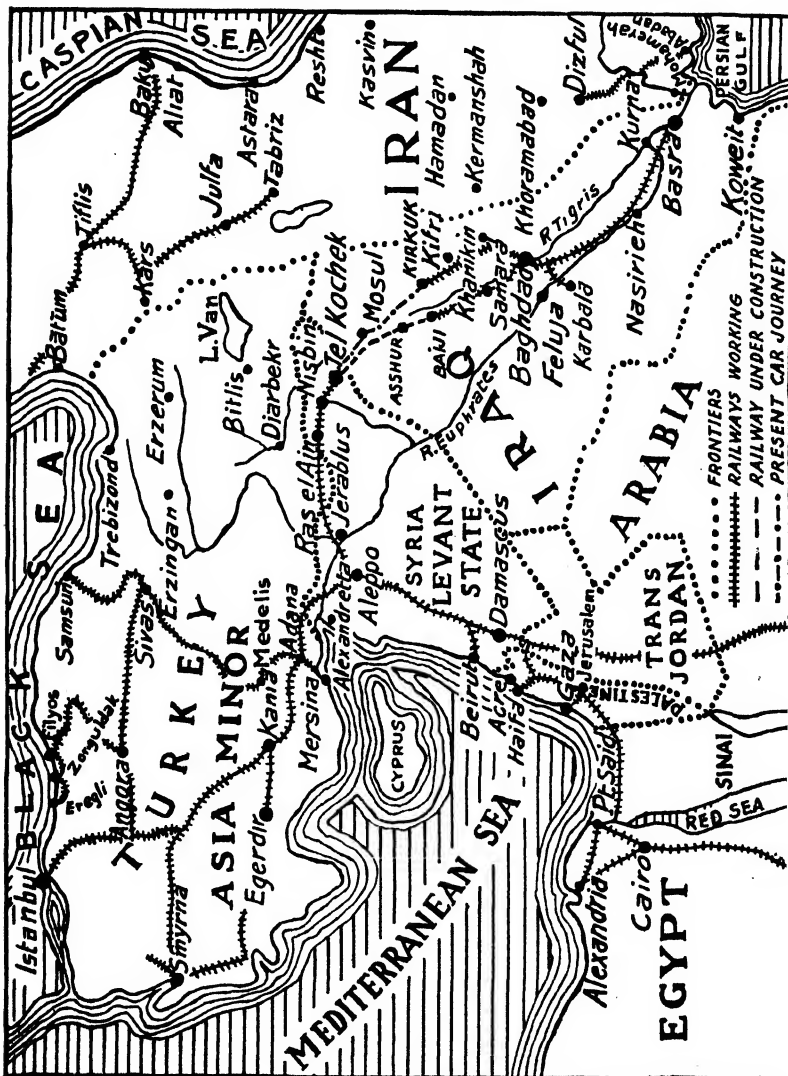 CASPIAN SEA
BLACK SEA
Istanbul
Eregli
Zonguldak
Filyos
Samsun
Trebizond
Batum
Tiflis
Baku
Aliat
Kars
Julfa
Astara
Tabriz
Resht
Kasvin
IRAN
Hamadan
Kermanshah
Khoramabad
Dizful
Mohamerah
Abadan
PERSIAN GULF
Angora
Sivas
Erzingan
Erzerum
L. Van
Bitlis
Diarbekr
TURKEY
ASIA MINOR
Smyrna
Egerdir
Kania
Medelis
Adana
Mersina
Alexandretta
Aleppo
Jerablus
Ras el Ain
Nisbin
Tel Kochek
Mosul
KIRKUK
Kifri
ASSHUR
BAIJI
Khanikin
Samara
Baghdad
Feluja
Karbala
R. Tigris
R. Euphrates
Kurna
Nasirieh
Basra
Koweit
IRAQ
ARABIA
CYPRUS
MEDITERRANEAN SEA
SYRIA
LEVANT
STATE
Beirut
Damascus
Acre
Haifa
Jerusalem
Gaza
PALESTINE
TRANS
JORDAN
Alexandria
Pt. Said
Cairo
EGYPT
SINAI
RED SEA
FRONTIERS
RAILWAYS WORKING
RAILWAY UNDER CONSTRUCTION
PRESENT CAR JOURNEY